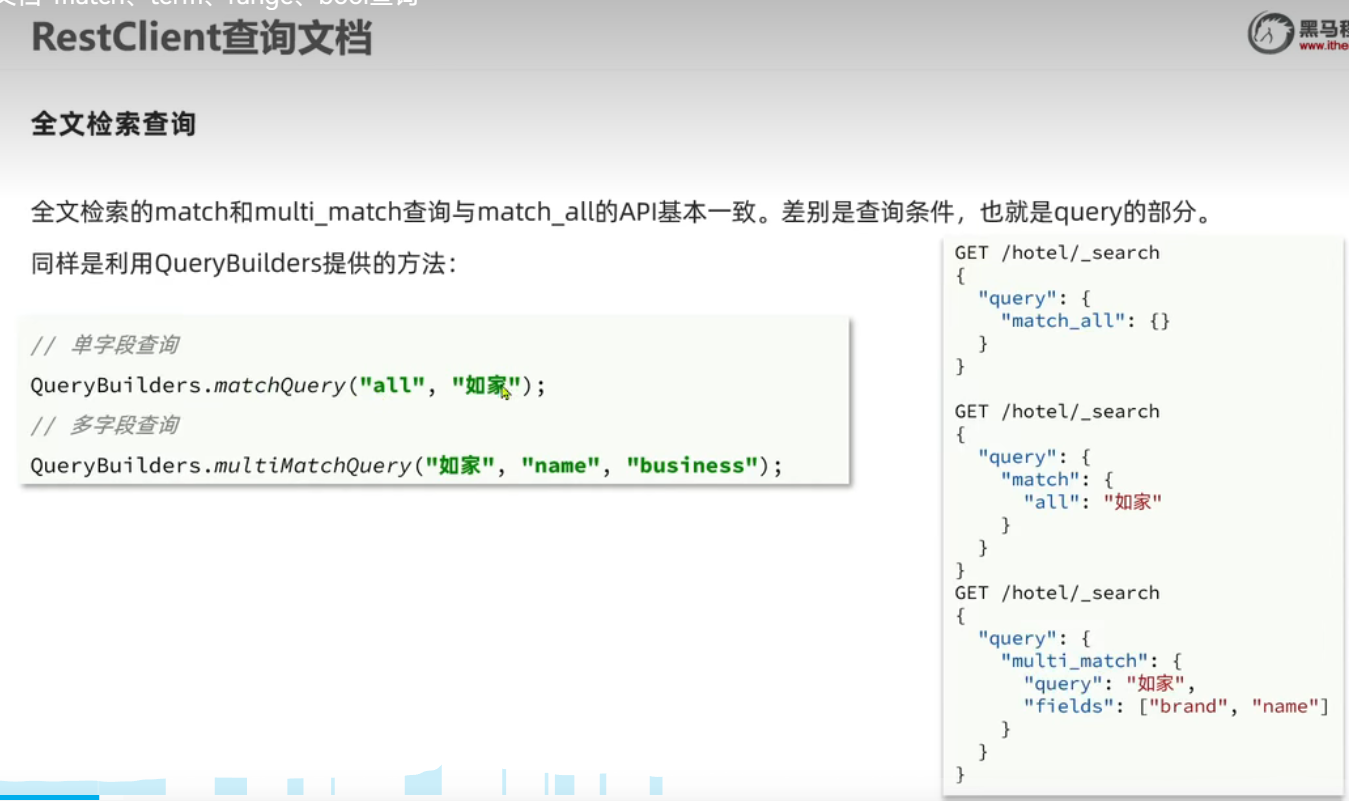 match、term、range、bool查询
RestClient查询文档
黑马程
www.ithe
全文检索查询
全文检索的match和multi_match查询与match_all的API基本一致。差别是查询条件，也就是query的部分。
同样是利用QueryBuilders提供的方法：
// 单字段查询
QueryBuilders.matchQuery("all", "如家");
// 多字段查询
QueryBuilders.multiMatchQuery("如家", "name", "business");
GET /hotel/_search
{
  "query": {
    "match_all": {}
  }
}
GET /hotel/_search
{
  "query": {
    "match": {
      "all": "如家"
    }
  }
}
GET /hotel/_search
{
  "query": {
    "multi_match": {
      "query": "如家",
      "fields": ["brand", "name"]
    }
  }
}